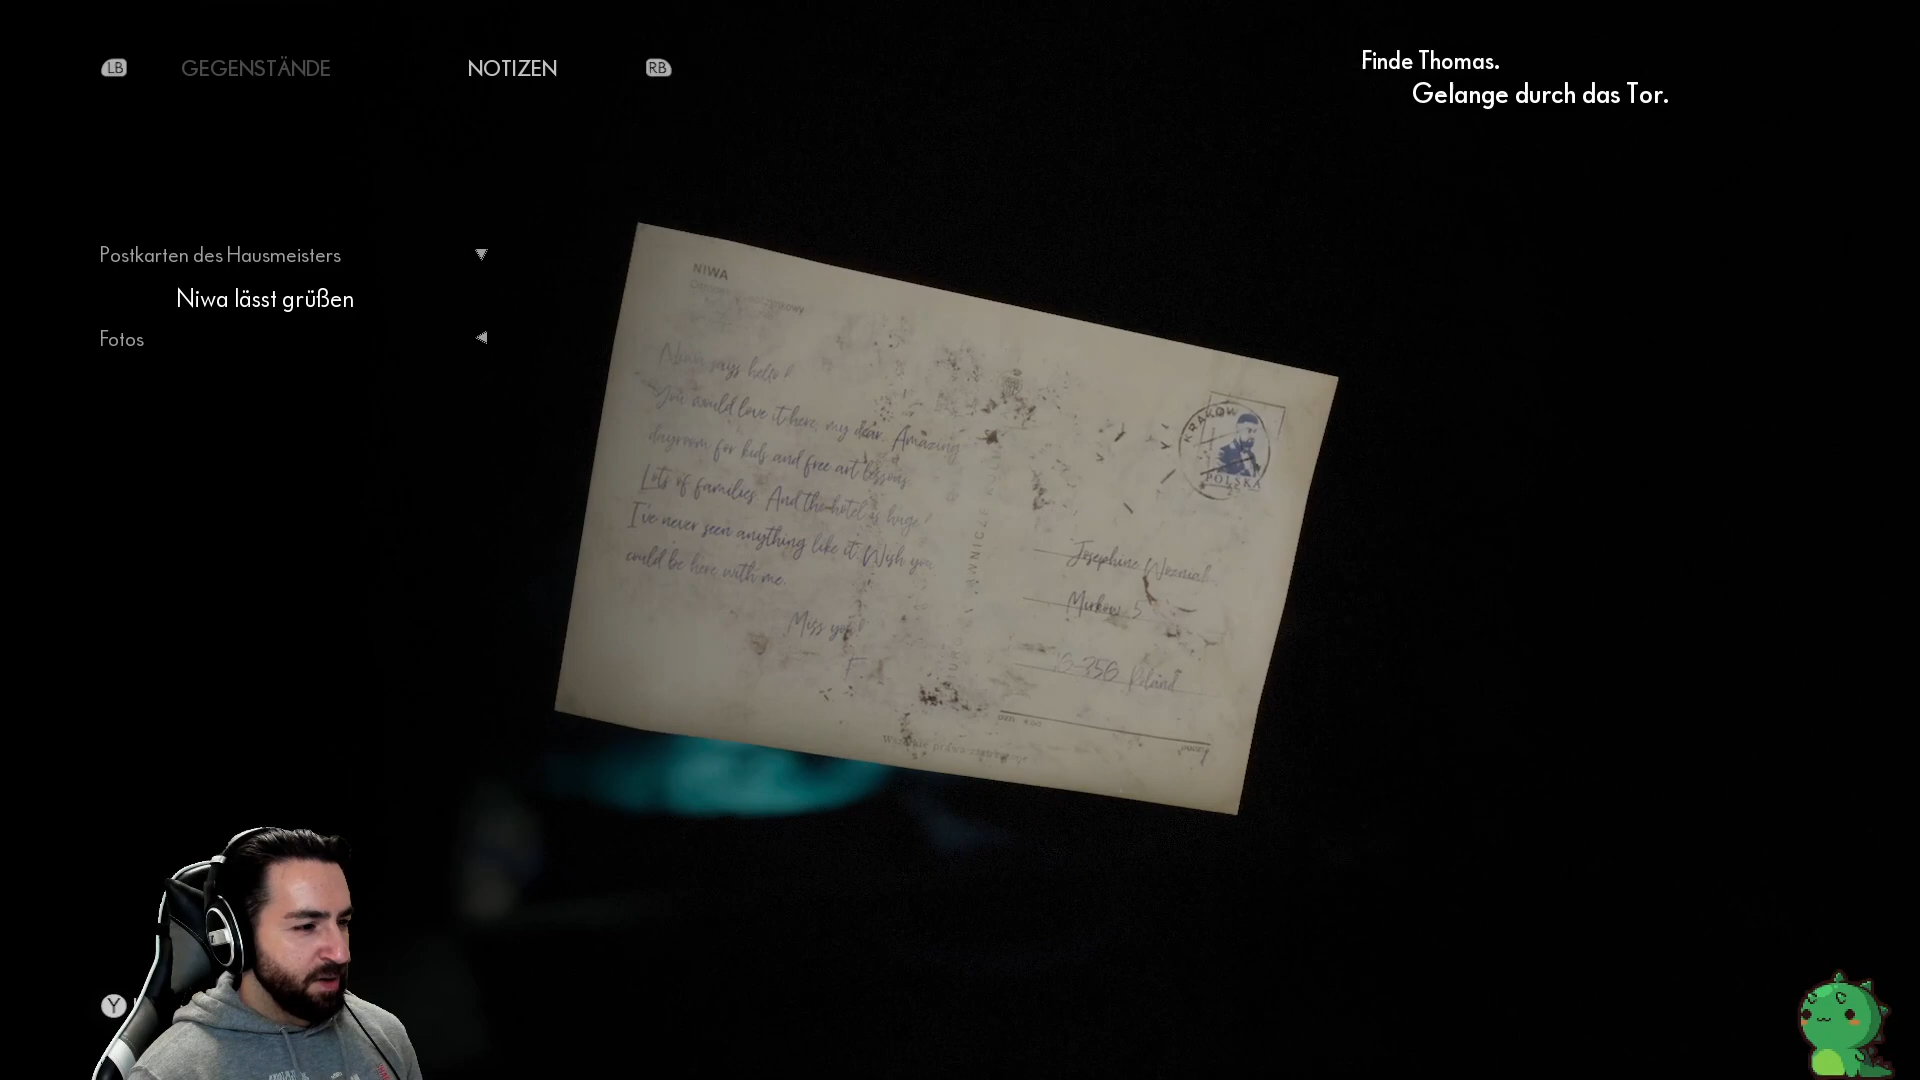 LB GEGENSTÄNDE NOTIZEN RB
Finde Thomas.
Gelange durch das Tor.
Postkarten des Hausmeisters
Niwa lässt grüßen
Fotos
NIWA
Niwa says hello!
You would love it here, my dear. Amazing
dayroom for kids and free art lessons.
Lots of families. And the hotel is huge!
I've never seen anything like it. Wish you
could be here with me.
Miss you!
F.
KRAKOW
POLSKA
Josephine Wozniak
5
Poland
Y